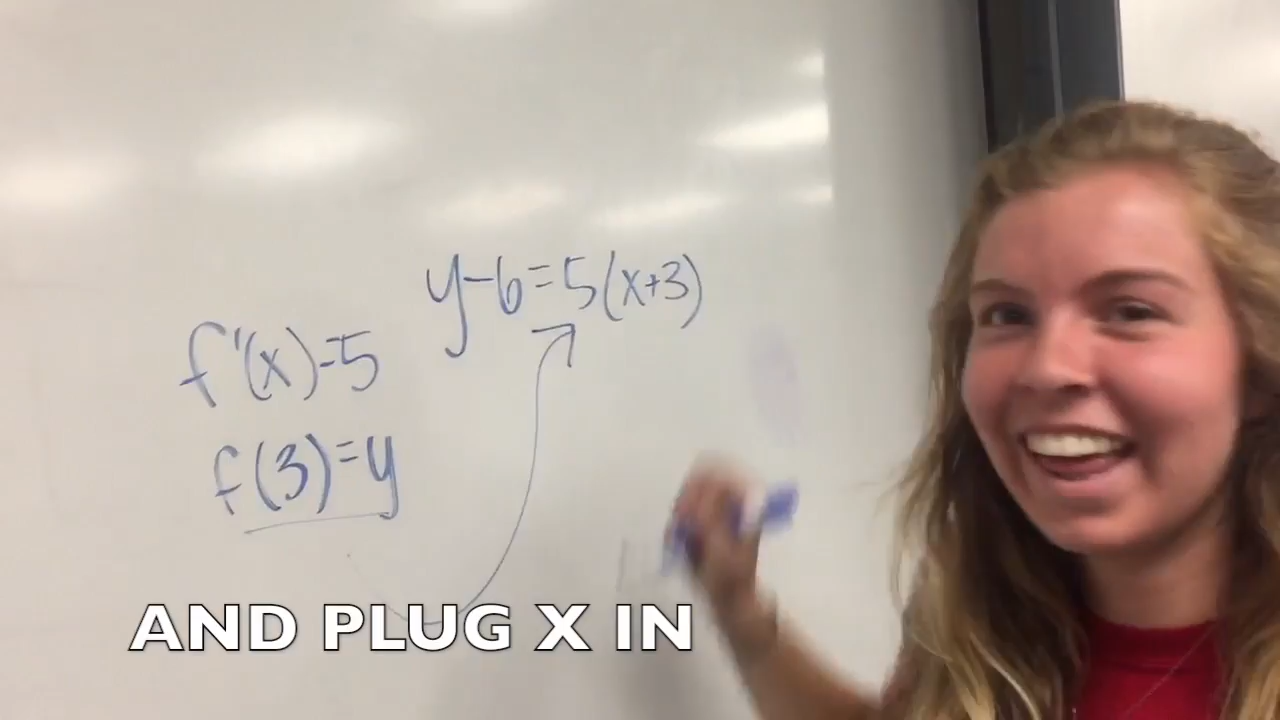 y-6=5(x+3)
f'(x)=5
f(3)=y
AND PLUG X IN